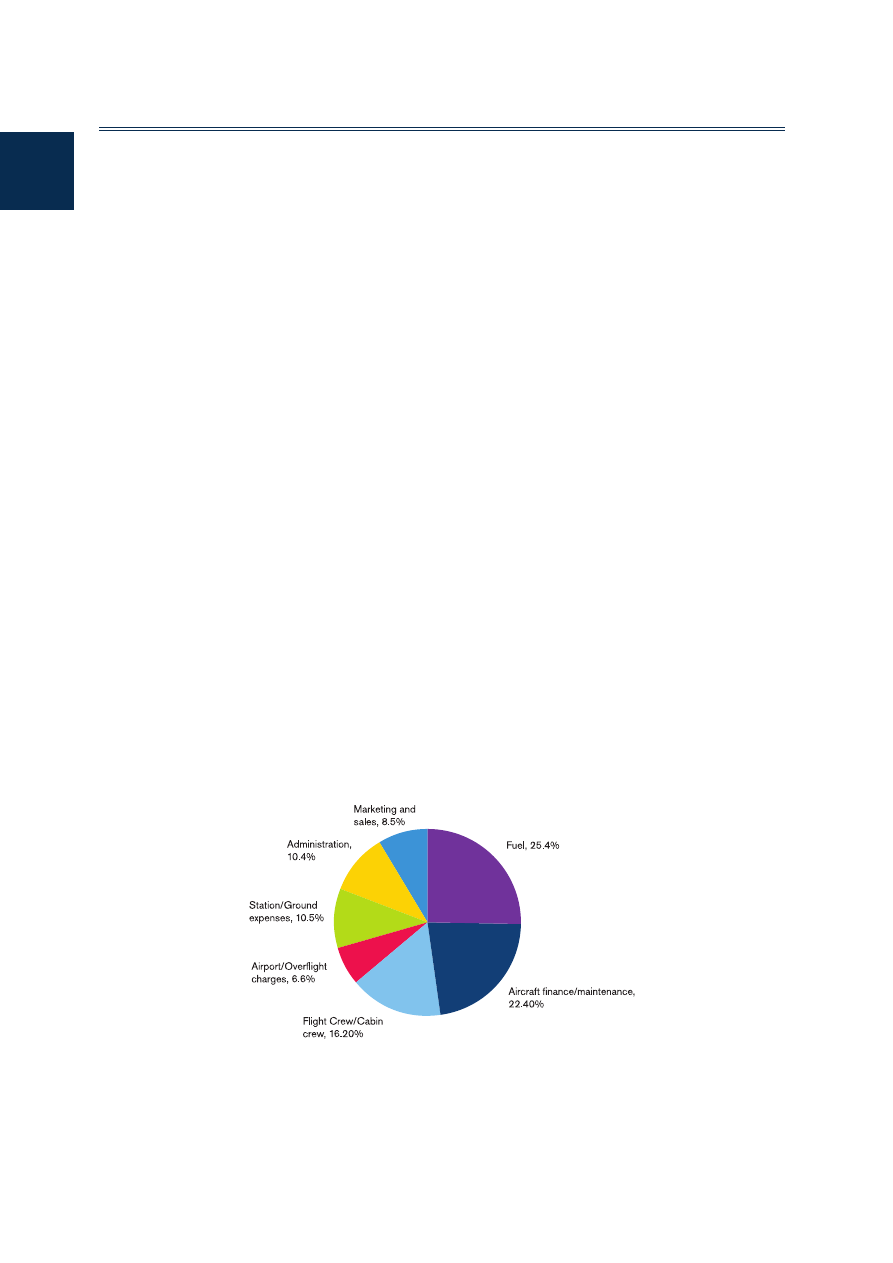 Marketing and
sales, 8.5%
Fuel, 25.4%
Administration,
10.4%
Station/Ground
expenses, 10.5%
Airport/Overflight
charges, 6.6%
Aircraft finance/maintenance,
22.40%
Flight Crew/Cabin
crew, 16.20%